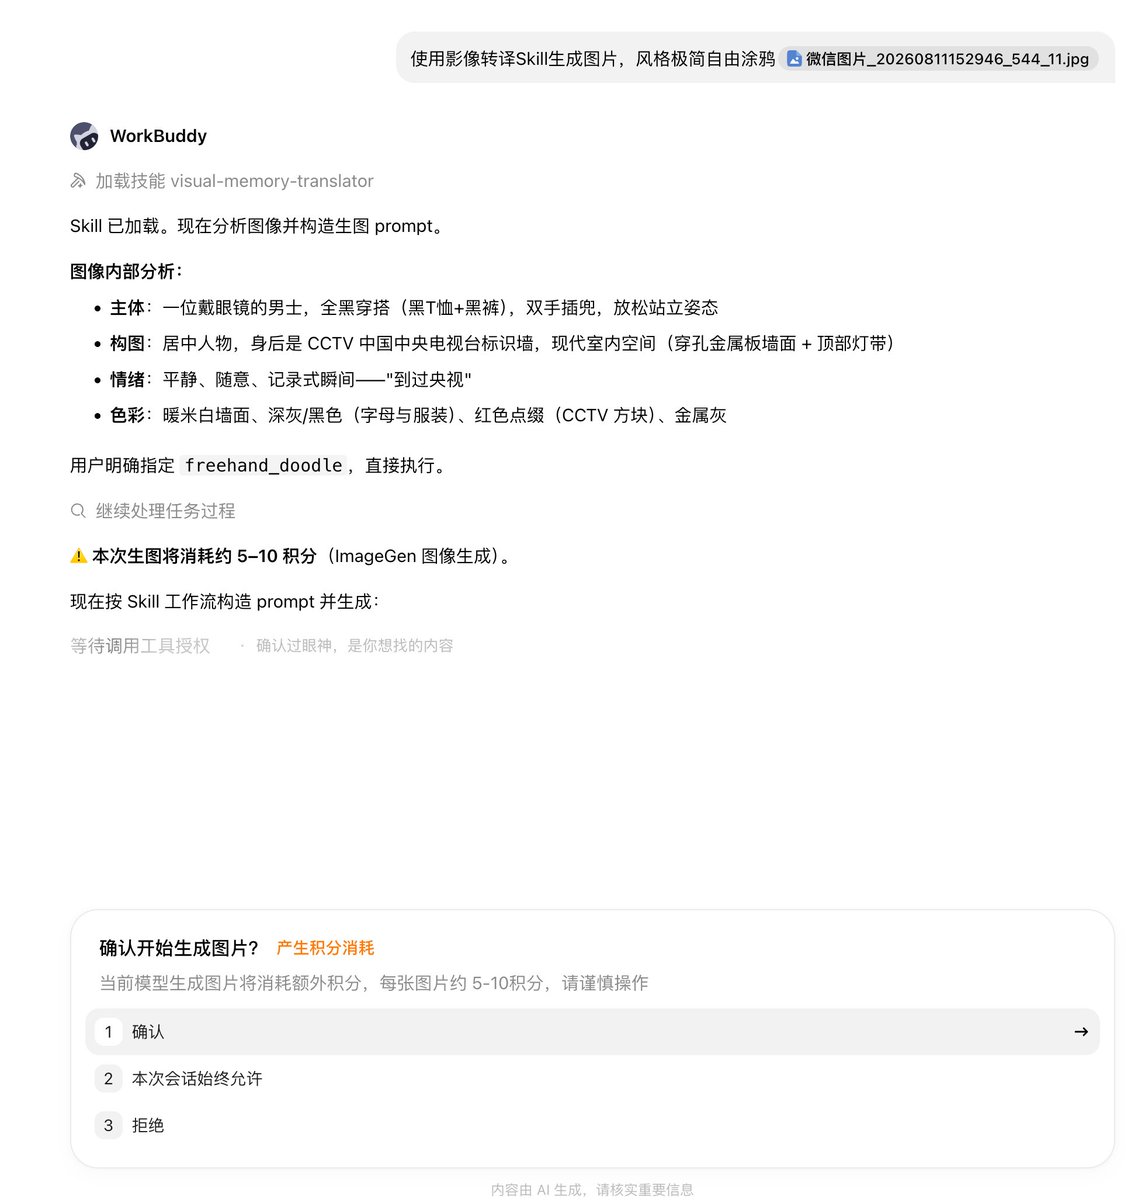 使用影像转译Skill生成图片，风格极简自由涂鸦 微信图片_20260811152946_544_11.jpg
WorkBuddy
加载技能 visual-memory-translator
Skill 已加载。现在分析图像并构造生图 prompt。
图像内部分析：
• 主体：一位戴眼镜的男士，全黑穿搭（黑T恤+黑裤），双手插兜，放松站立姿态
• 构图：居中人物，身后是 CCTV 中国中央电视台标识墙，现代室内空间（穿孔金属板墙面 + 顶部灯带）
• 情绪：平静、随意、记录式瞬间——"到过央视"
• 色彩：暖米白墙面、深灰/黑色（字母与服装）、红色点缀（CCTV 方块）、金属灰
用户明确指定 freehand_doodle，直接执行。
继续处理任务过程
⚠️ 本次生图将消耗约 5–10 积分（ImageGen 图像生成）。
现在按 Skill 工作流构造 prompt 并生成：
等待调用工具授权 · 确认过眼神，是你想找的内容
确认开始生成图片？ 产生积分消耗
当前模型生成图片将消耗额外积分，每张图片约 5-10积分，请谨慎操作
1 确认 →
2 本次会话始终允许
3 拒绝
内容由 AI 生成，请核实重要信息